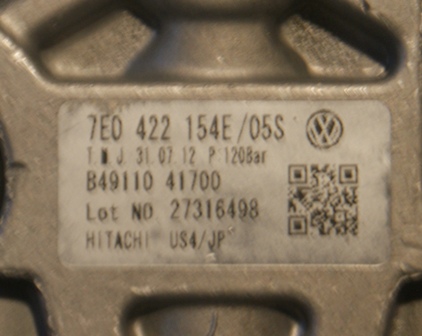 7E0 422 154E/05S
T.M J. 31.07.12 P:120Bar
B49110 41700
Lot NO. 27316498
HITACHI US4/JP